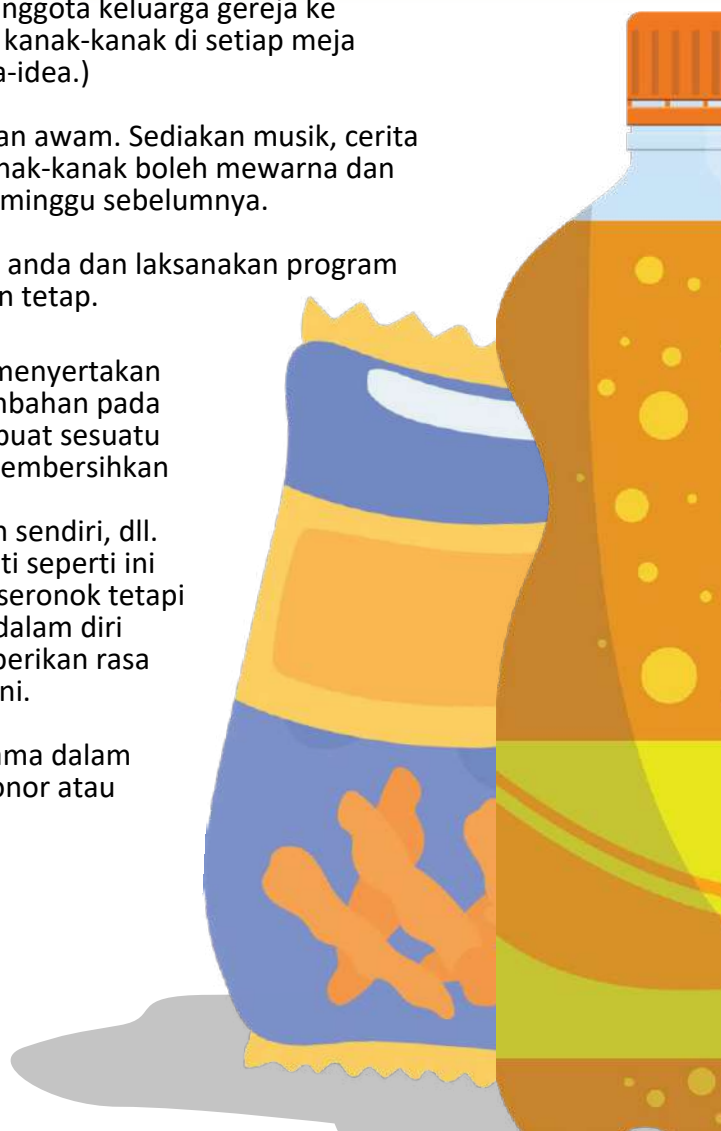 nggota keluarga gereja ke
kanak-kanak di setiap meja
a-idea.)
an awam. Sediakan musik, cerita
nak-kanak boleh mewarna dan
minggu sebelumnya.
anda dan laksanakan program
n tetap.
menyertakan
mbahan pada
buat sesuatu
nembersihkan
n sendiri, dll.
ti seperti ini
seronok tetapi
dalam diri
berikan rasa
ni.
ama dalam
onor atau